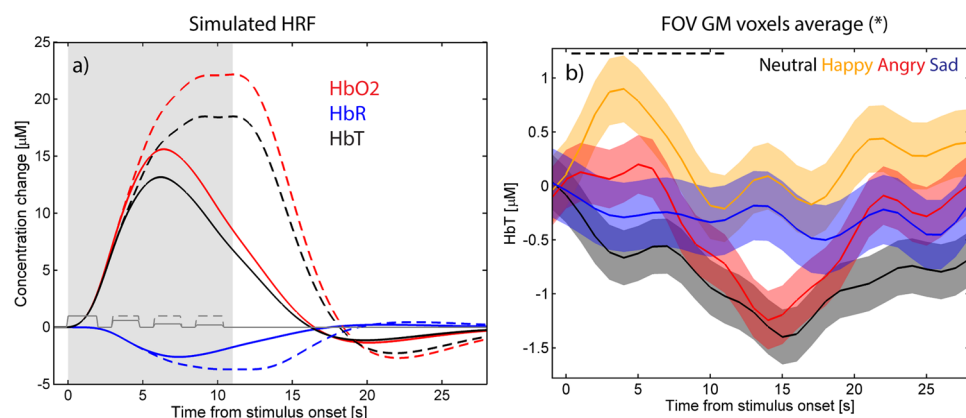 Simulated HRF
a)
HbO2
HbR
HbT
Concentration change [μM]
25
20
15
10
5
0
-5
0 5 10 15 20 25
Time from stimulus onset [s]
FOV GM voxels average (*)
b)
Neutral Happy Angry Sad
HbT [μM]
1
0.5
0
-0.5
-1
-1.5
0 5 10 15 20 25
Time from stimulus onset [s]